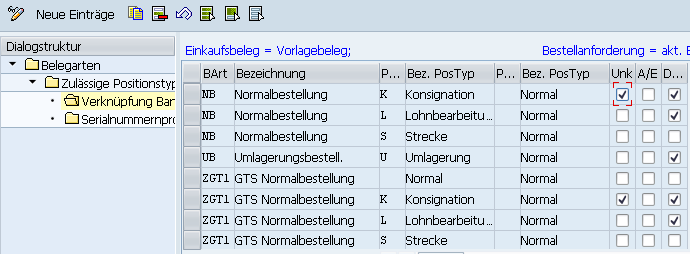 Neue Einträge
Dialogstruktur
Belegarten
Zulässige Positionstyp
Verknüpfung Ban
Serialnummernpro
Einkaufsbeleg = Vorlagebeleg; Bestellanforderung = akt. B
BArt Bezeichnung P... Bez. PosTyp P... Bez. PosTyp Unk A/E D...
NB Normalbestellung K Konsignation Normal
NB Normalbestellung L Lohnbearbeitu... Normal
NB Normalbestellung S Strecke Normal
UB Umlagerungsbestell. U Umlagerung Normal
ZGT1 GTS Normalbestellung Normal Normal
ZGT1 GTS Normalbestellung K Konsignation Normal
ZGT1 GTS Normalbestellung L Lohnbearbeitu... Normal
ZGT1 GTS Normalbestellung S Strecke Normal